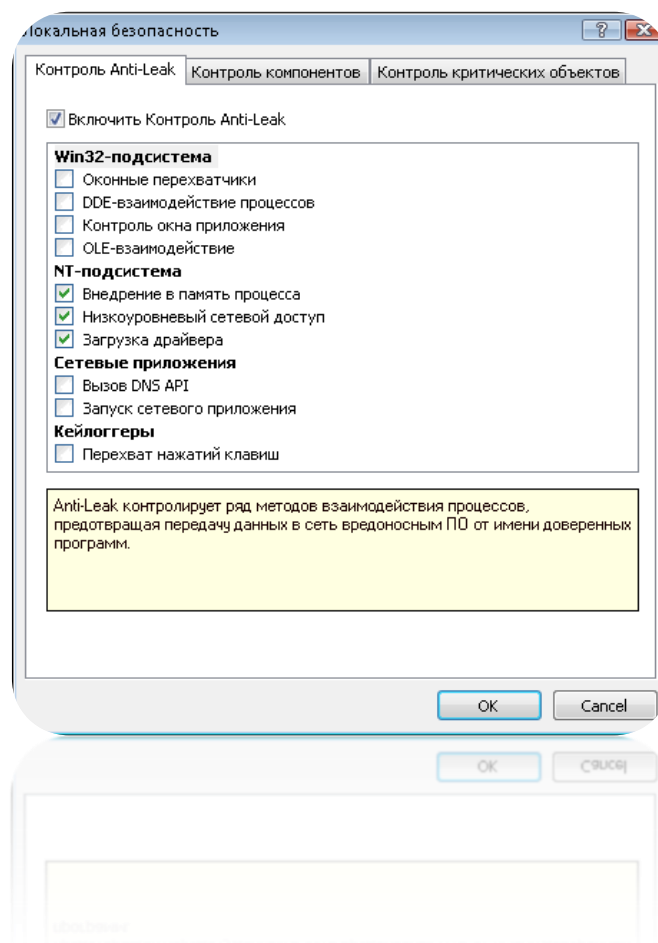 Локальная безопасность
Контроль Anti-Leak
Контроль компонентов
Контроль критических объектов
Включить Контроль Anti-Leak
Win32-подсистема
Оконные перехватчики
DDE-взаимодействие процессов
Контроль окна приложения
OLE-взаимодействие
NT-подсистема
Внедрение в память процесса
Низкоуровневый сетевой доступ
Загрузка драйвера
Сетевые приложения
Вызов DNS API
Запуск сетевого приложения
Кейлоггеры
Перехват нажатий клавиш
Anti-Leak контролирует ряд методов взаимодействия процессов,
предотвращая передачу данных в сеть вредоносным ПО от имени доверенных
программ.
OK
Cancel
OK
Cancel